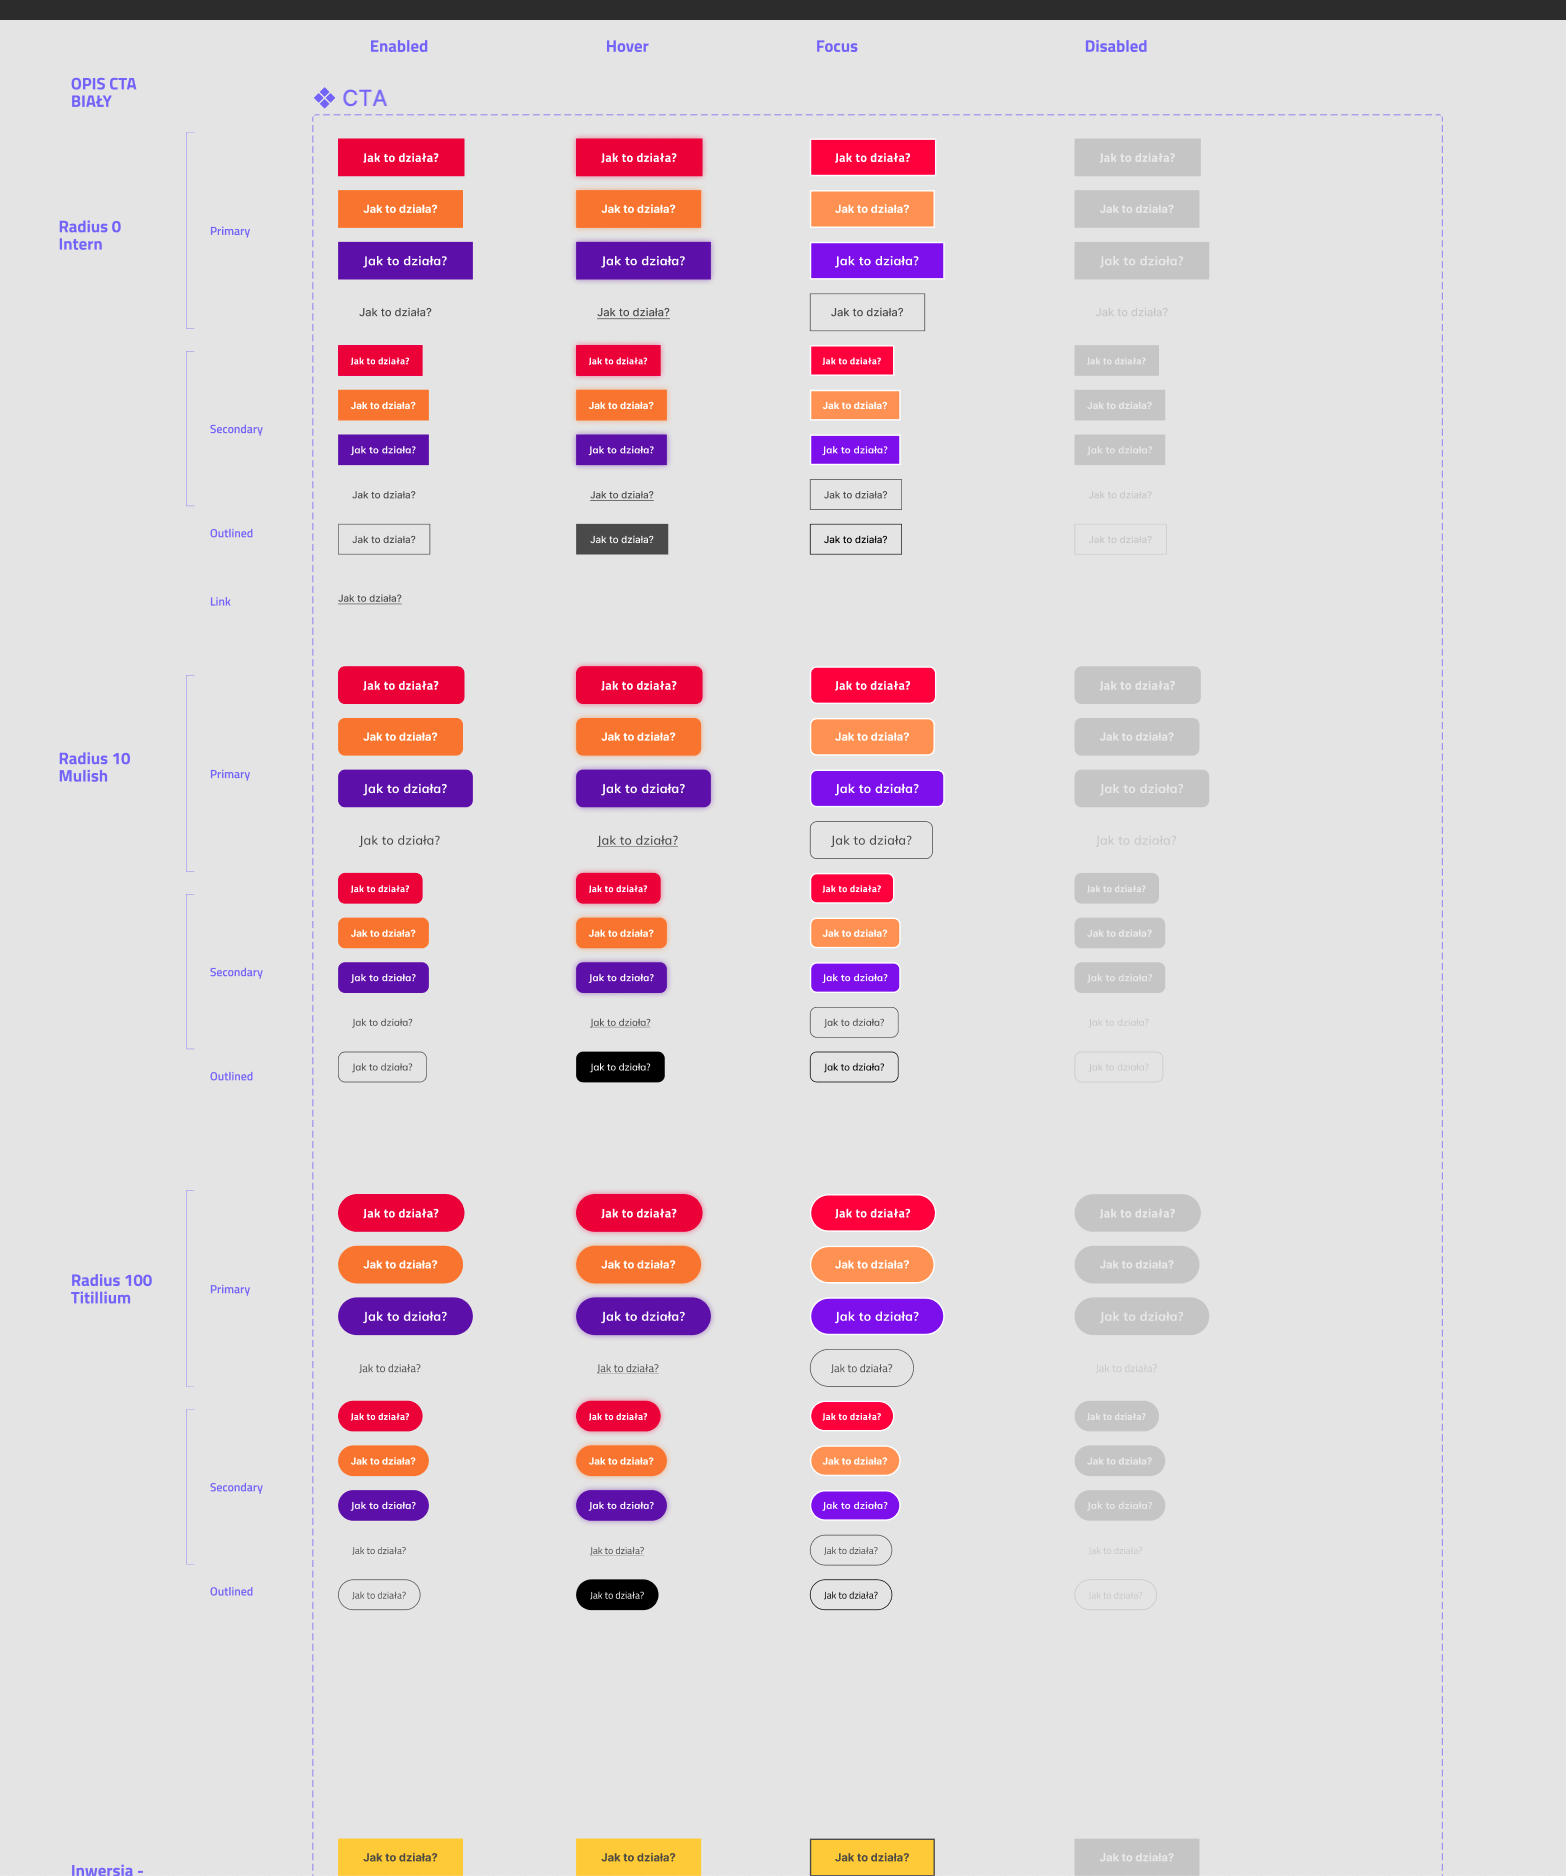 Enabled Hover Focus Disabled
OPIS CTA
BIAŁY
CTA
Jak to działa? Jak to działa? Jak to działa? Jak to działa?
Jak to działa? Jak to działa? Jak to działa? Jak to działa?
Radius 0
Intern
Primary
Jak to działa? Jak to działa? Jak to działa? Jak to działa?
Jak to działa? Jak to działa? Jak to działa? Jak to działa?
Jak to działa? Jak to działa? Jak to działa? Jak to działa?
Jak to działa? Jak to działa? Jak to działa? Jak to działa?
Secondary
Jak to działa? Jak to działa? Jak to działa? Jak to działa?
Jak to działa? Jak to działa? Jak to działa? Jak to działa?
Outlined
Jak to działa? Jak to działa? Jak to działa? Jak to działa?
Link
Jak to działa?
Jak to działa? Jak to działa? Jak to działa? Jak to działa?
Jak to działa? Jak to działa? Jak to działa? Jak to działa?
Radius 10
Mulish
Primary
Jak to działa? Jak to działa? Jak to działa? Jak to działa?
Jak to działa? Jak to działa? Jak to działa? Jak to działa?
Jak to działa? Jak to działa? Jak to działa? Jak to działa?
Jak to działa? Jak to działa? Jak to działa? Jak to działa?
Secondary
Jak to działa? Jak to działa? Jak to działa? Jak to działa?
Jak to działa? Jak to działa? Jak to działa? Jak to działa?
Outlined
Jak to działa? Jak to działa? Jak to działa? Jak to działa?
Jak to działa? Jak to działa? Jak to działa? Jak to działa?
Jak to działa? Jak to działa? Jak to działa? Jak to działa?
Radius 100
Titillium
Primary
Jak to działa? Jak to działa? Jak to działa? Jak to działa?
Jak to działa? Jak to działa? Jak to działa? Jak to działa?
Jak to działa? Jak to działa? Jak to działa? Jak to działa?
Jak to działa? Jak to działa? Jak to działa? Jak to działa?
Secondary
Jak to działa? Jak to działa? Jak to działa? Jak to działa?
Jak to działa? Jak to działa? Jak to działa? Jak to działa?
Outlined
Jak to działa? Jak to działa? Jak to działa? Jak to działa?
Jak to działa? Jak to działa? Jak to działa? Jak to działa?
Inwersja -